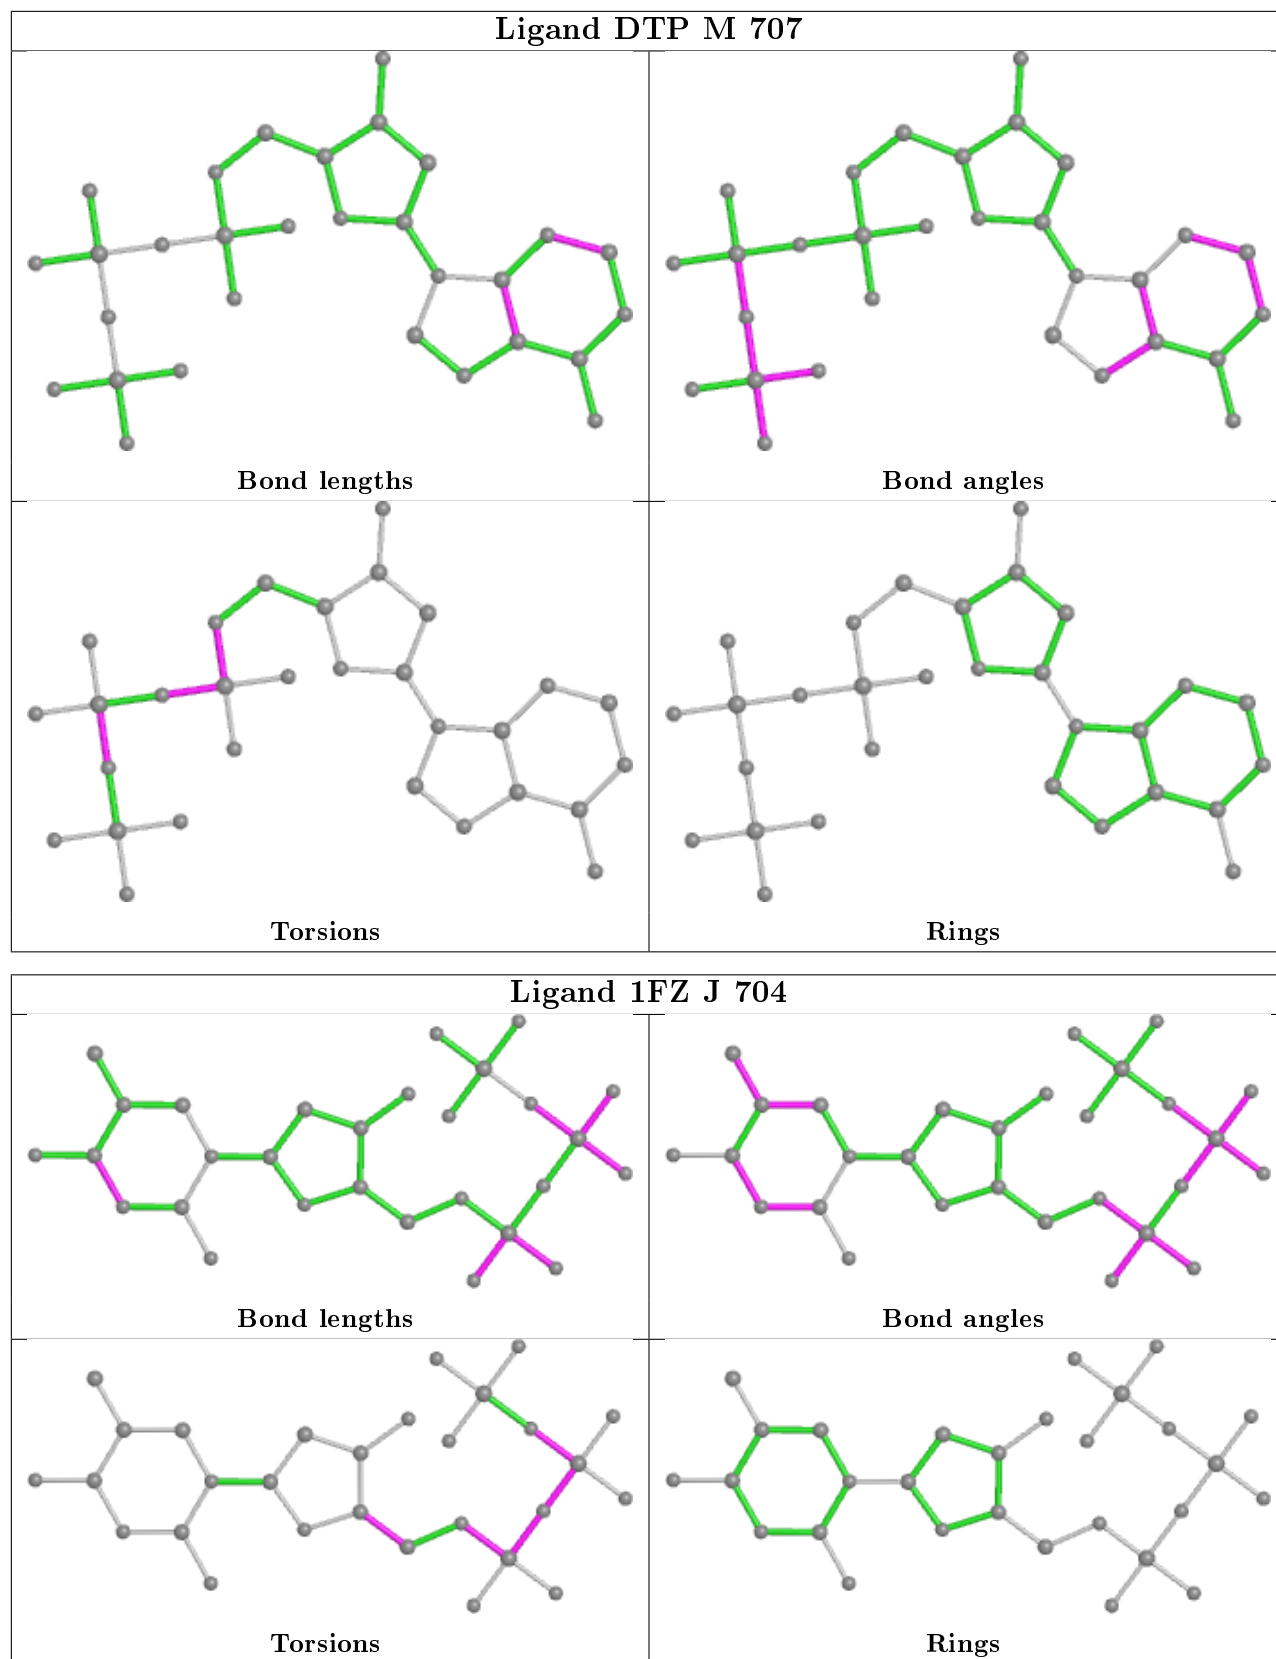 Ligand DTP M 707
Bond lengths
Bond angles
Torsions
Rings
Ligand 1FZ J 704
Bond lengths
Bond angles
Torsions
Rings